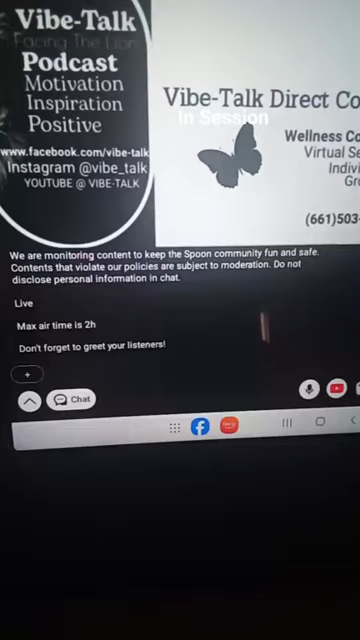 Vibe-Talk
Facing The Lion
Podcast
Motivation
Inspiration
Positive
www.facebook.com/vibe-talk
Instagram @vibe_talk
YOUTUBE @ VIBE-TALK
Vibe-Talk Direct Co
In Session
Wellness Co
Virtual Se
Indivi
Gro
(661)503-
We are monitoring content to keep the Spoon community fun and safe.
Contents that violate our policies are subject to moderation. Do not
disclose personal information in chat.
Live
Max air time is 2h
Don't forget to greet your listeners!
+
Chat